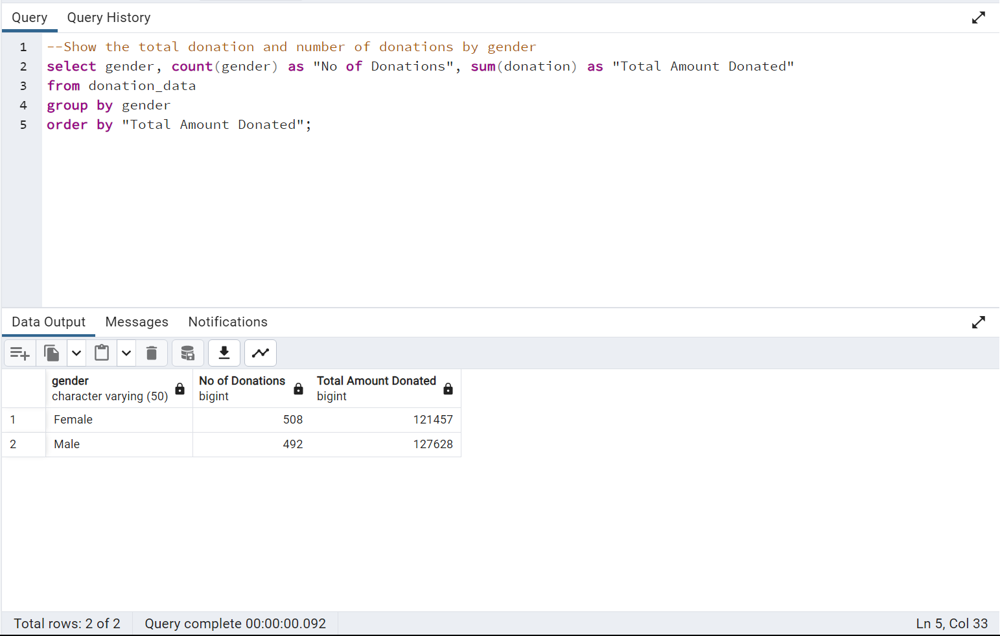 Query Query History
1 --Show the total donation and number of donations by gender
2 select gender, count(gender) as "No of Donations", sum(donation) as "Total Amount Donated"
3 from donation_data
4 group by gender
5 order by "Total Amount Donated";
Data Output Messages Notifications
gender No of Donations Total Amount Donated
character varying (50) bigint bigint
1 Female 508 121457
2 Male 492 127628
Total rows: 2 of 2 Query complete 00:00:00.092 Ln 5, Col 33